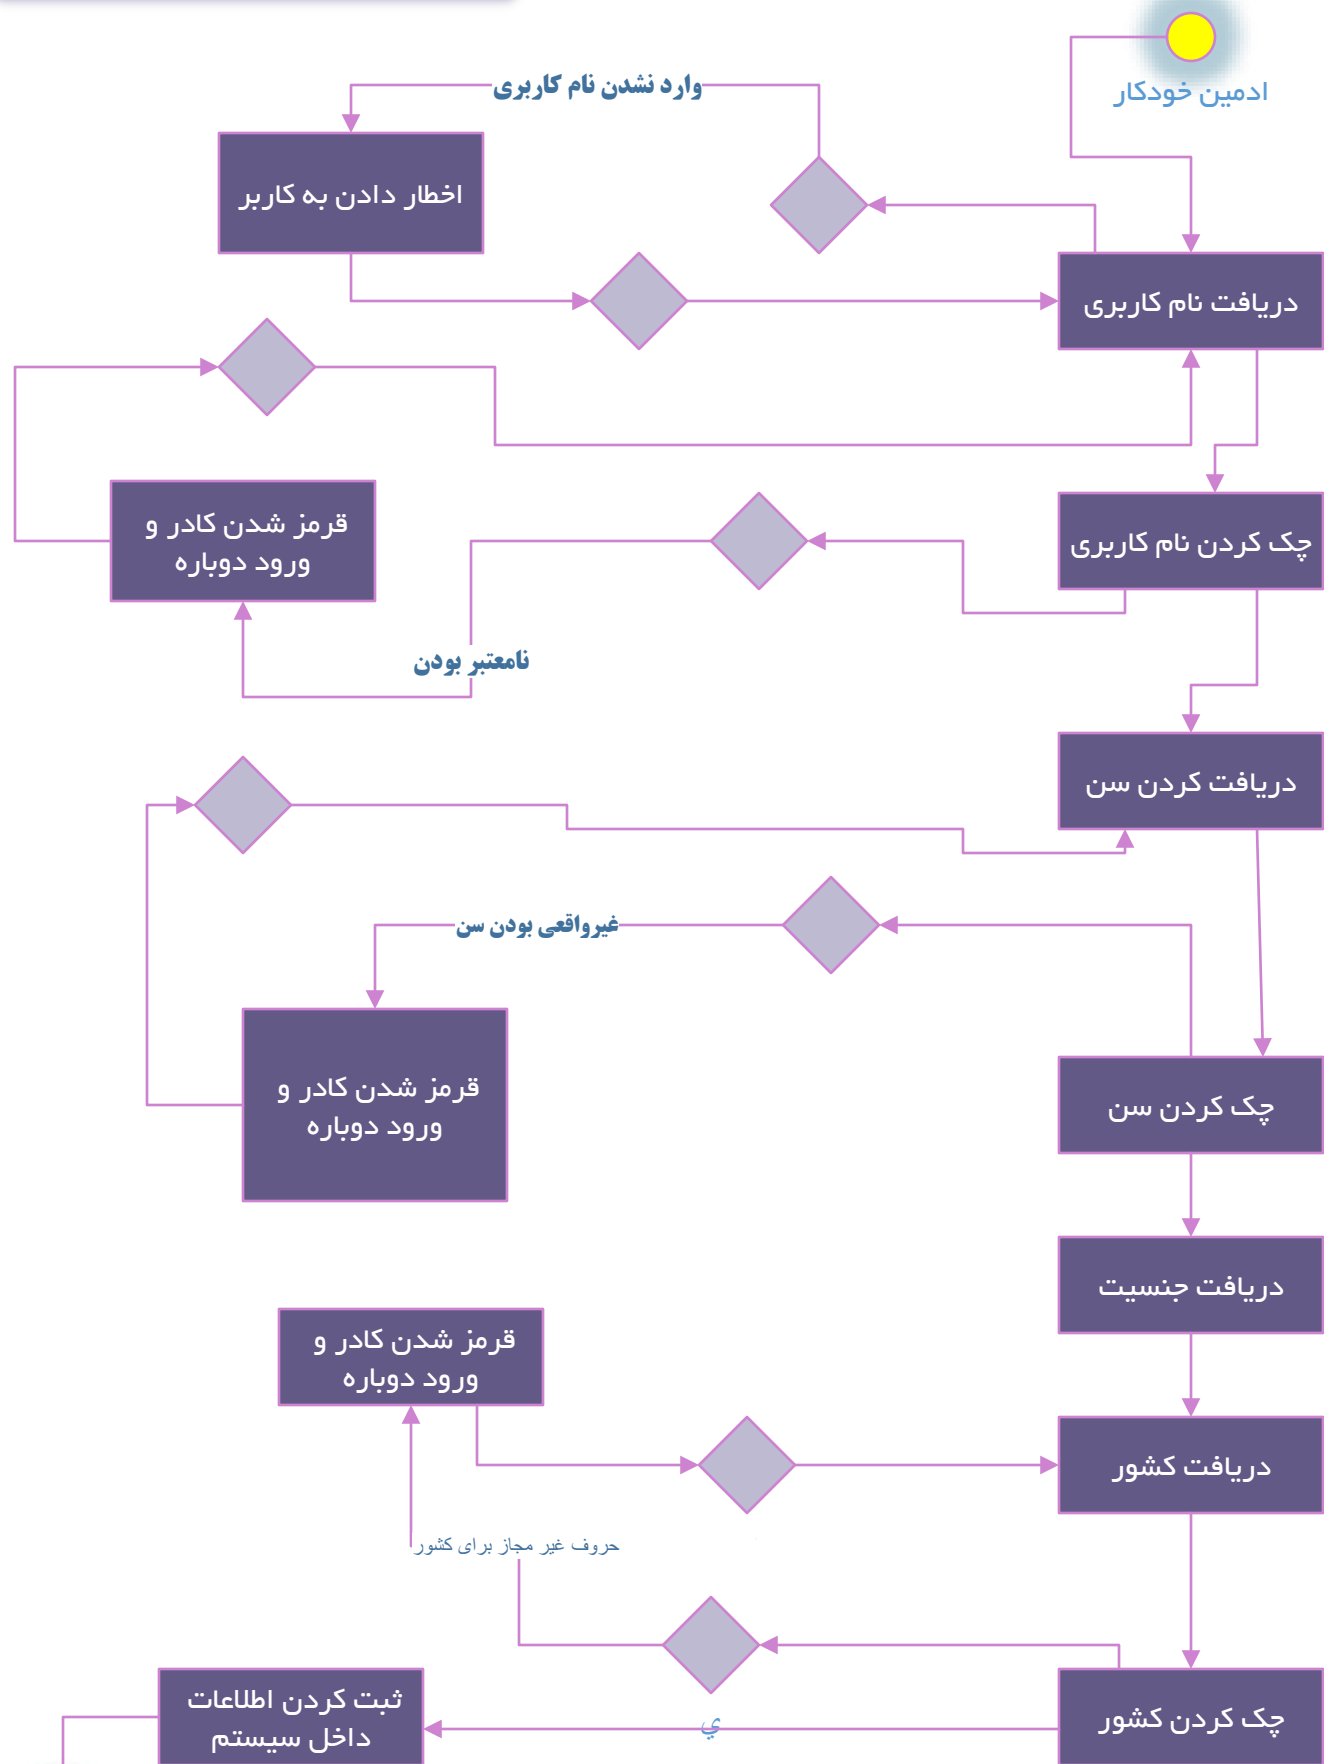 ادمین خودکار
وارد نشدن نام کاربری
اخطار دادن به کاربر
دریافت نام کاربری
قرمز شدن کادر و
ورود دوباره
چک کردن نام کاربری
نامعتبر بودن
دریافت کردن سن
غیرواقعی بودن سن
قرمز شدن کادر و
ورود دوباره
چک کردن سن
دریافت جنسیت
قرمز شدن کادر و
ورود دوباره
دریافت کشور
حروف غیر مجاز برای کشور
ثبت کردن اطلاعات
داخل سیستم
چک کردن کشور
ي